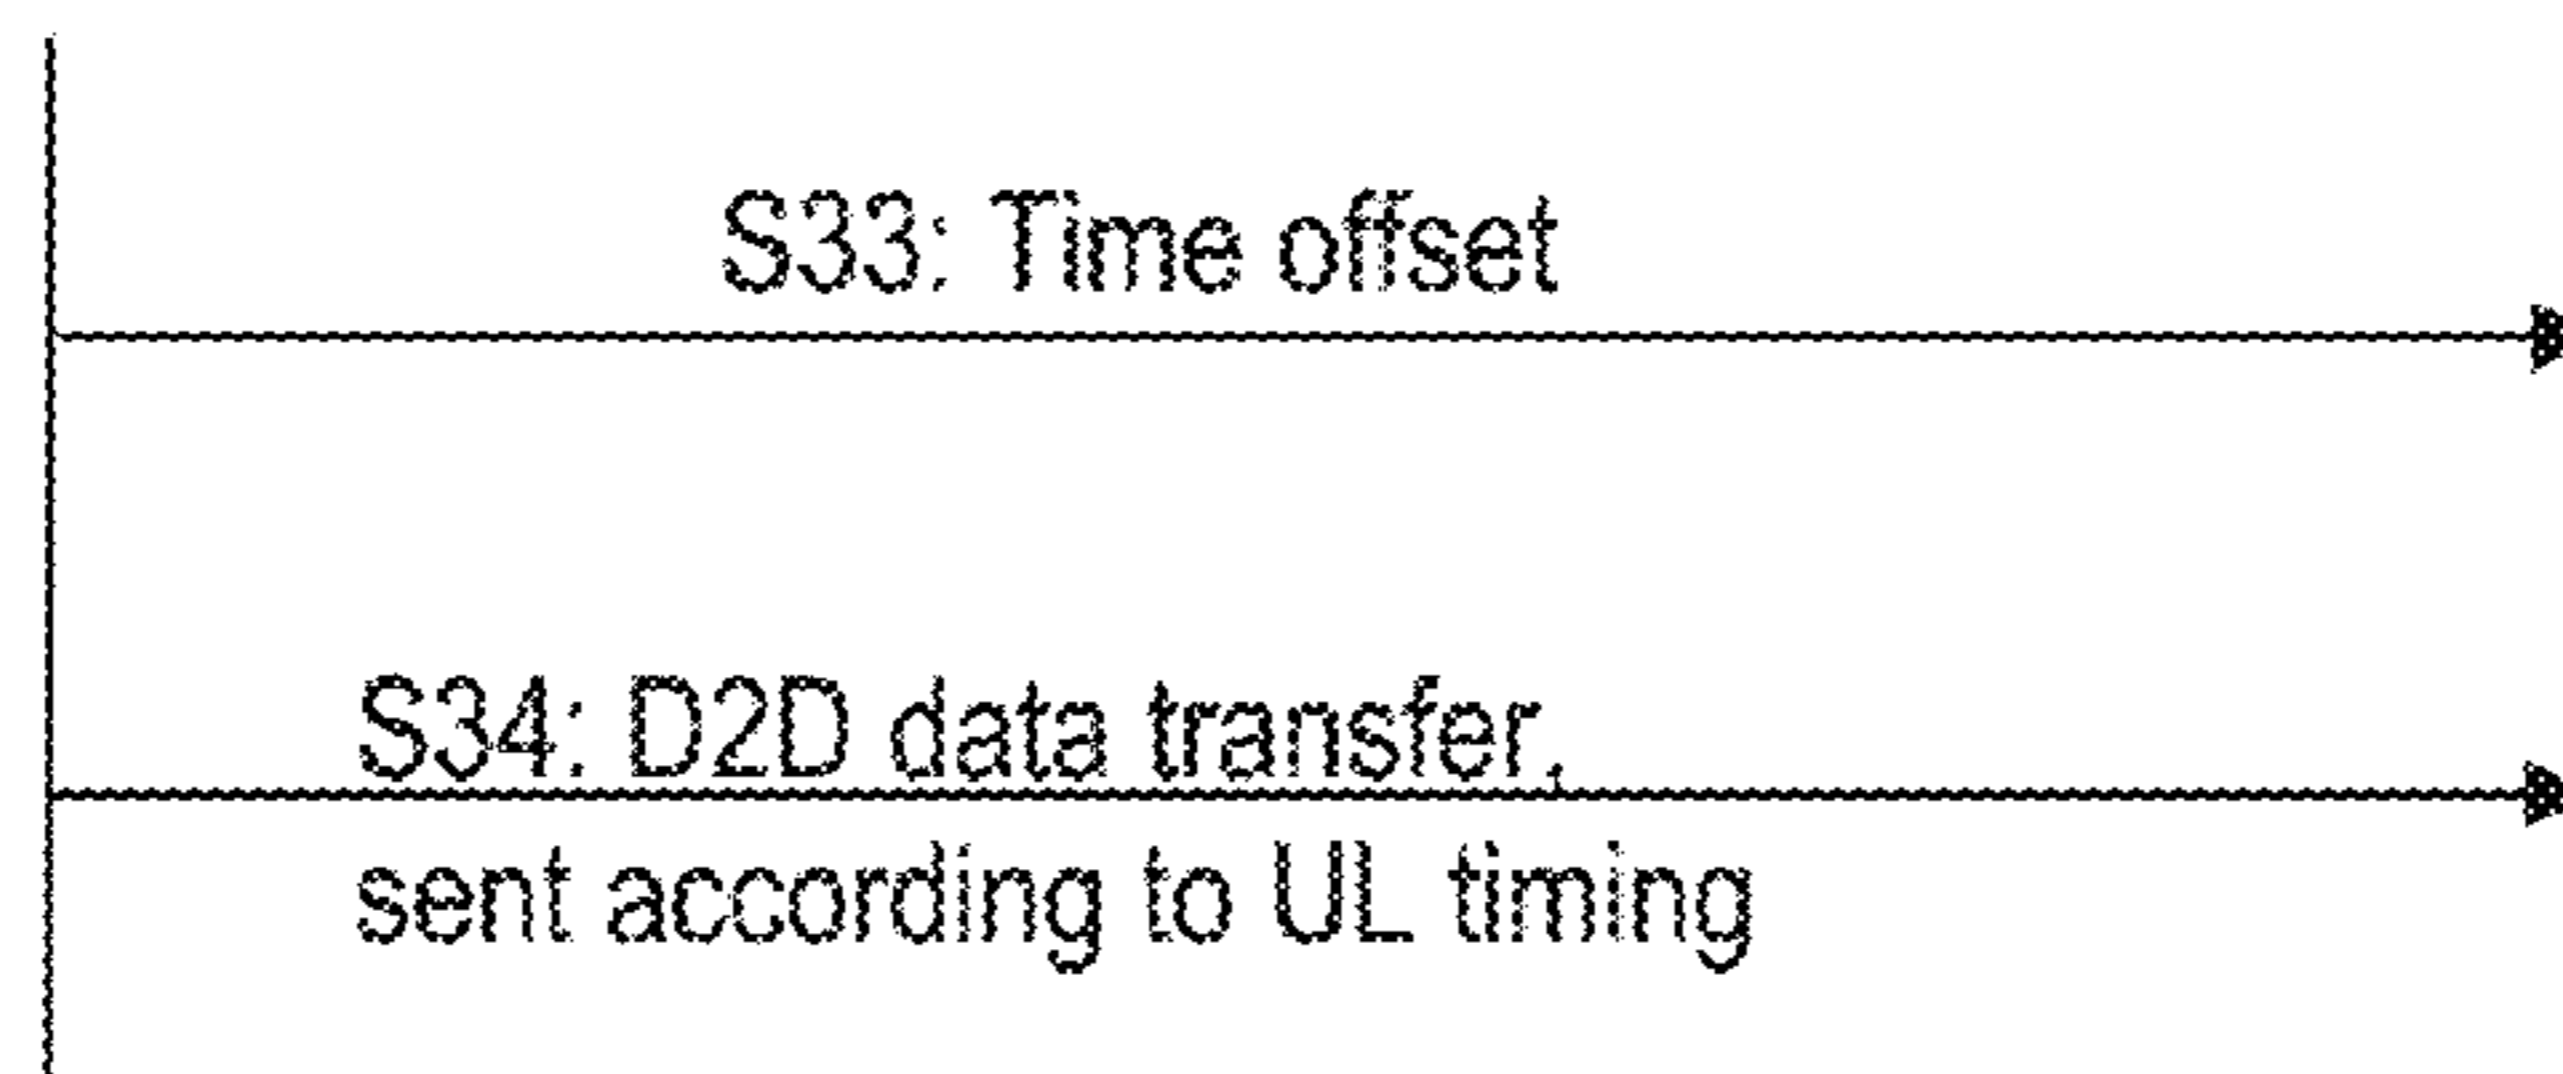 S33: Time offset
S34: D2D data transfer,
sent according to UL timing